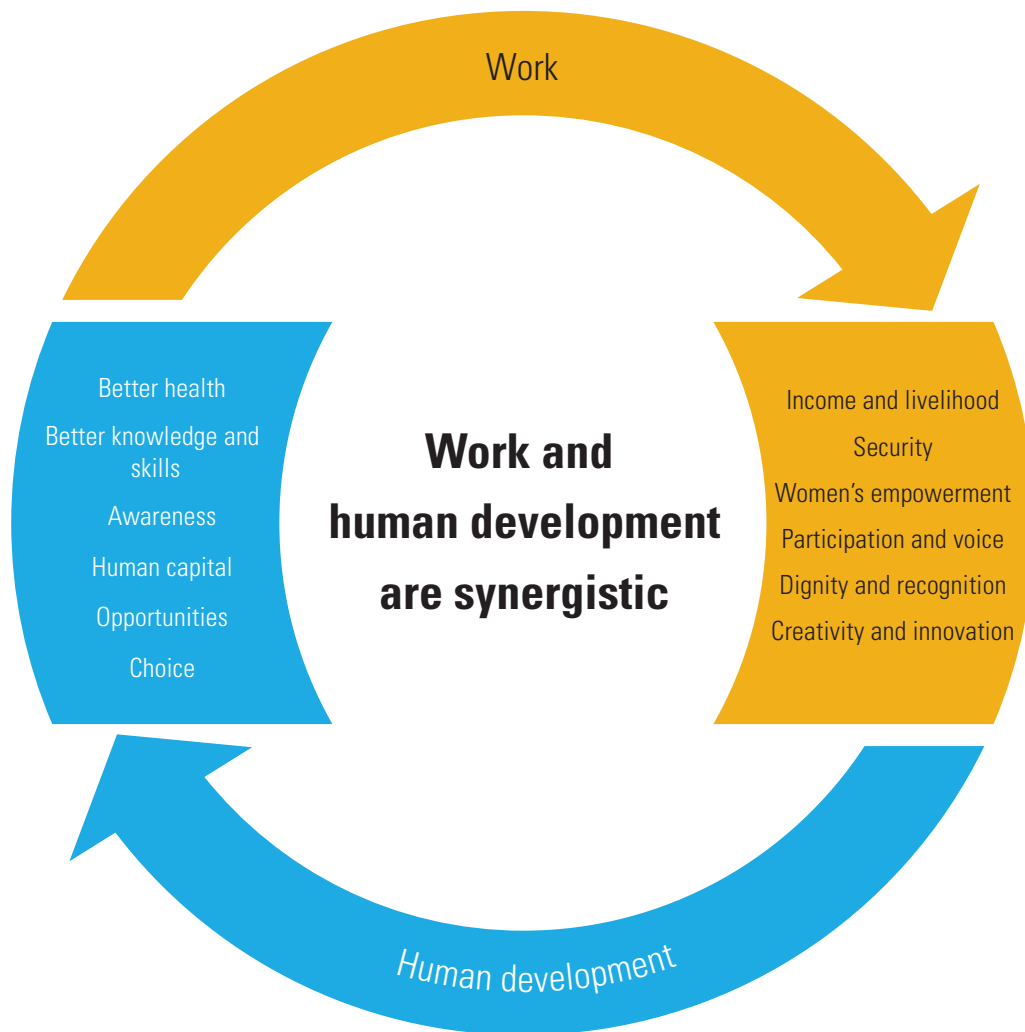 Work
Better health
Better knowledge and
skills
Awareness
Human capital
Opportunities
Choice
Work and
human development
are synergistic
Income and livelihood
Security
Women’s empowerment
Participation and voice
Dignity and recognition
Creativity and innovation
Human development